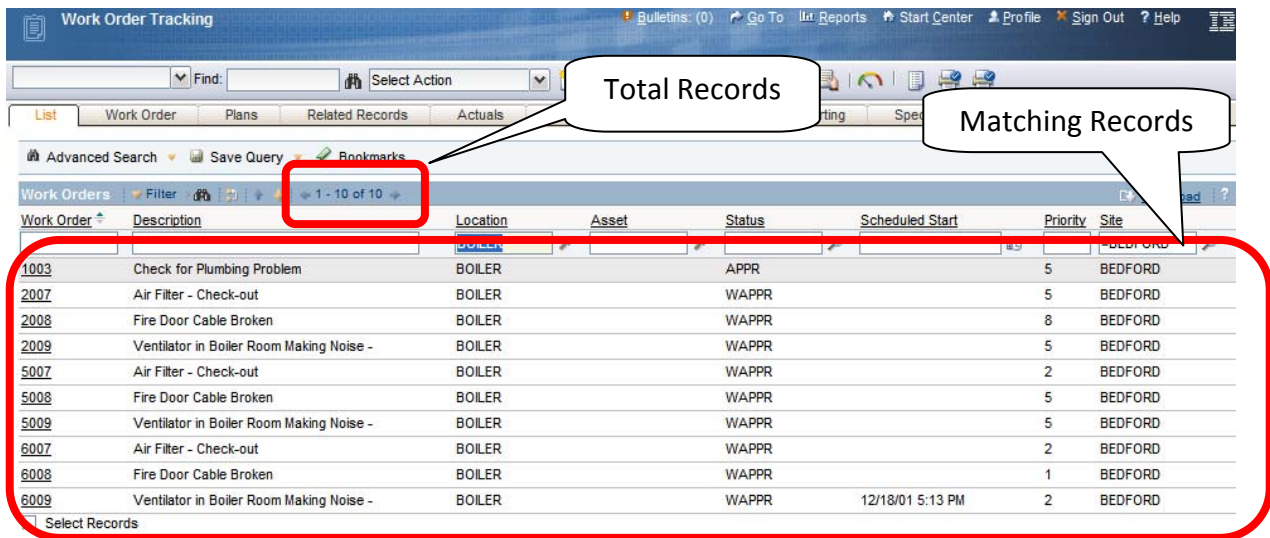 Work Order Tracking
Bulletins: (0) Go To Reports Start Center Profile Sign Out ? Help
Find: Select Action
Total Records
Matching Records
List Work Order Plans Related Records Actuals
Advanced Search Save Query Bookmarks
Work Orders Filter 1 - 10 of 10 ?
Work Order Description Location Asset Status Scheduled Start Priority Site
BOILER =BEDFORD
1003 Check for Plumbing Problem BOILER APPR 5 BEDFORD
2007 Air Filter - Check-out BOILER WAPPR 5 BEDFORD
2008 Fire Door Cable Broken BOILER WAPPR 8 BEDFORD
2009 Ventilator in Boiler Room Making Noise - BOILER WAPPR 5 BEDFORD
5007 Air Filter - Check-out BOILER WAPPR 2 BEDFORD
5008 Fire Door Cable Broken BOILER WAPPR 5 BEDFORD
5009 Ventilator in Boiler Room Making Noise - BOILER WAPPR 5 BEDFORD
6007 Air Filter - Check-out BOILER WAPPR 2 BEDFORD
6008 Fire Door Cable Broken BOILER WAPPR 1 BEDFORD
6009 Ventilator in Boiler Room Making Noise - BOILER WAPPR 12/18/01 5:13 PM 2 BEDFORD
Select Records